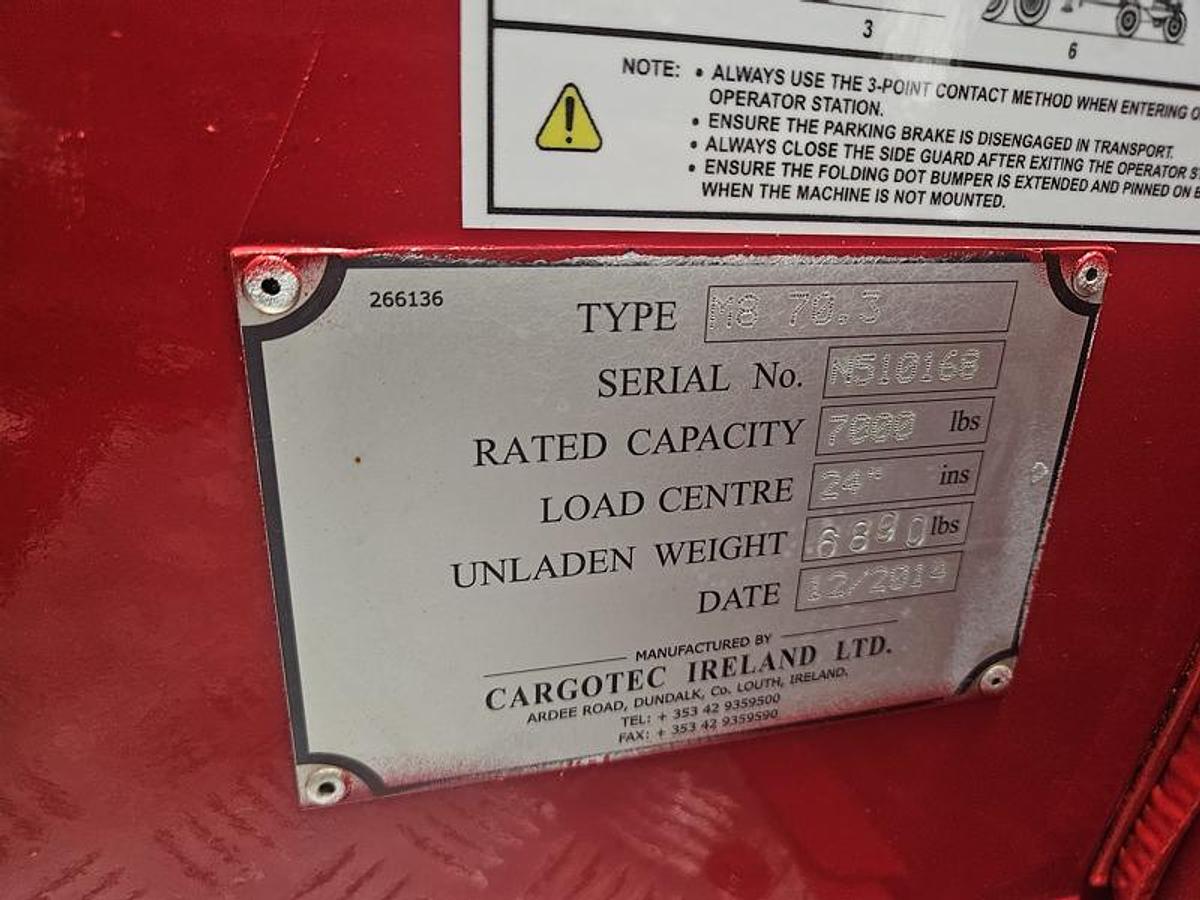 3
6
NOTE: • ALWAYS USE THE 3-POINT CONTACT METHOD WHEN ENTERING
OPERATOR STATION.
• ENSURE THE PARKING BRAKE IS DISENGAGED IN TRANSPORT.
• ALWAYS CLOSE THE SIDE GUARD AFTER EXITING THE OPERATOR
• ENSURE THE FOLDING DOT BUMPER IS EXTENDED AND PINNED ON
WHEN THE MACHINE IS NOT MOUNTED.
266136
TYPE M8 70.3
SERIAL No. M510168
RATED CAPACITY 7000 lbs
LOAD CENTRE 24" ins
UNLADEN WEIGHT 6890 lbs
DATE 12/2014
MANUFACTURED BY
CARGOTEC IRELAND LTD.
ARDEE ROAD, DUNDALK, Co. LOUTH, IRELAND.
TEL: + 353 42 9359500
FAX: + 353 42 9359590